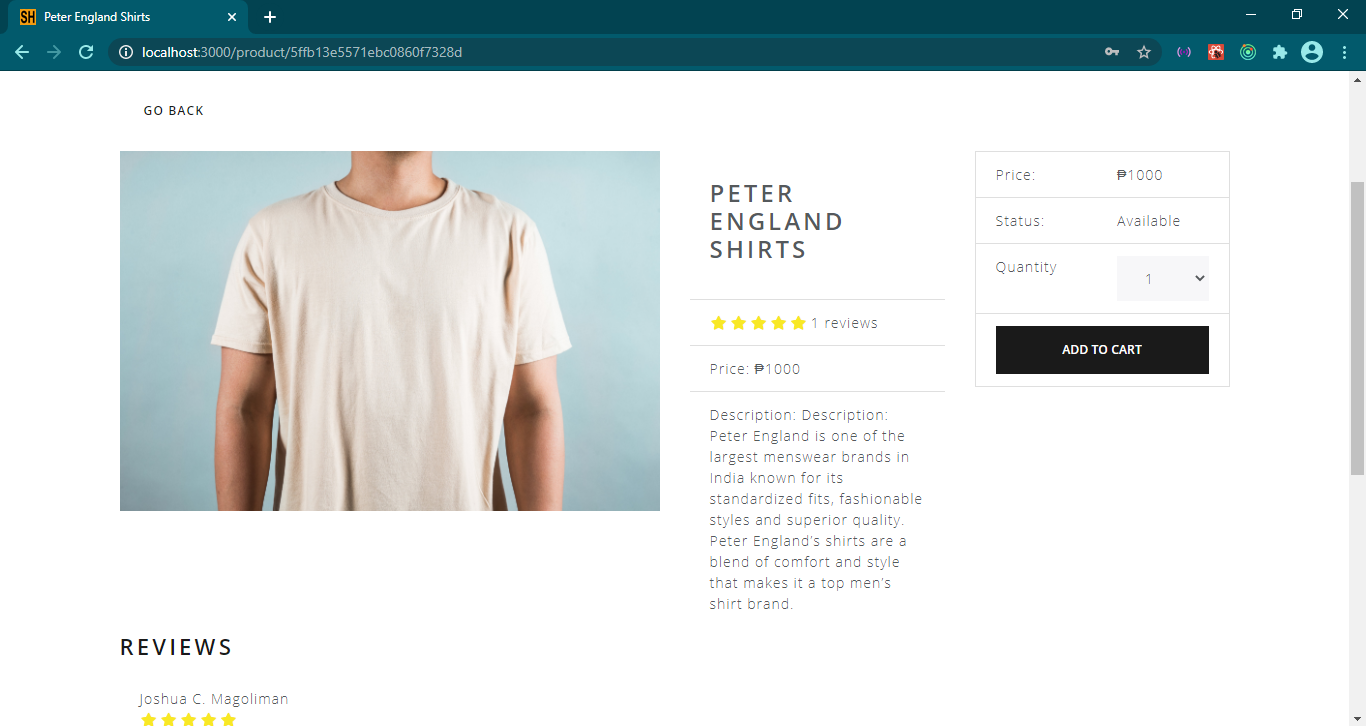 SH Peter England Shirts
localhost:3000/product/5ffb13e5571ebc0860f7328d
GO BACK
PETER
ENGLAND
SHIRTS
1 reviews
Price: ₱1000
Description: Description:
Peter England is one of the
largest menswear brands in
India known for its
standardized fits, fashionable
styles and superior quality.
Peter England's shirts are a
blend of comfort and style
that makes it a top men's
shirt brand.
Price: ₱1000
Status: Available
Quantity 1
ADD TO CART
REVIEWS
Joshua C. Magoliman